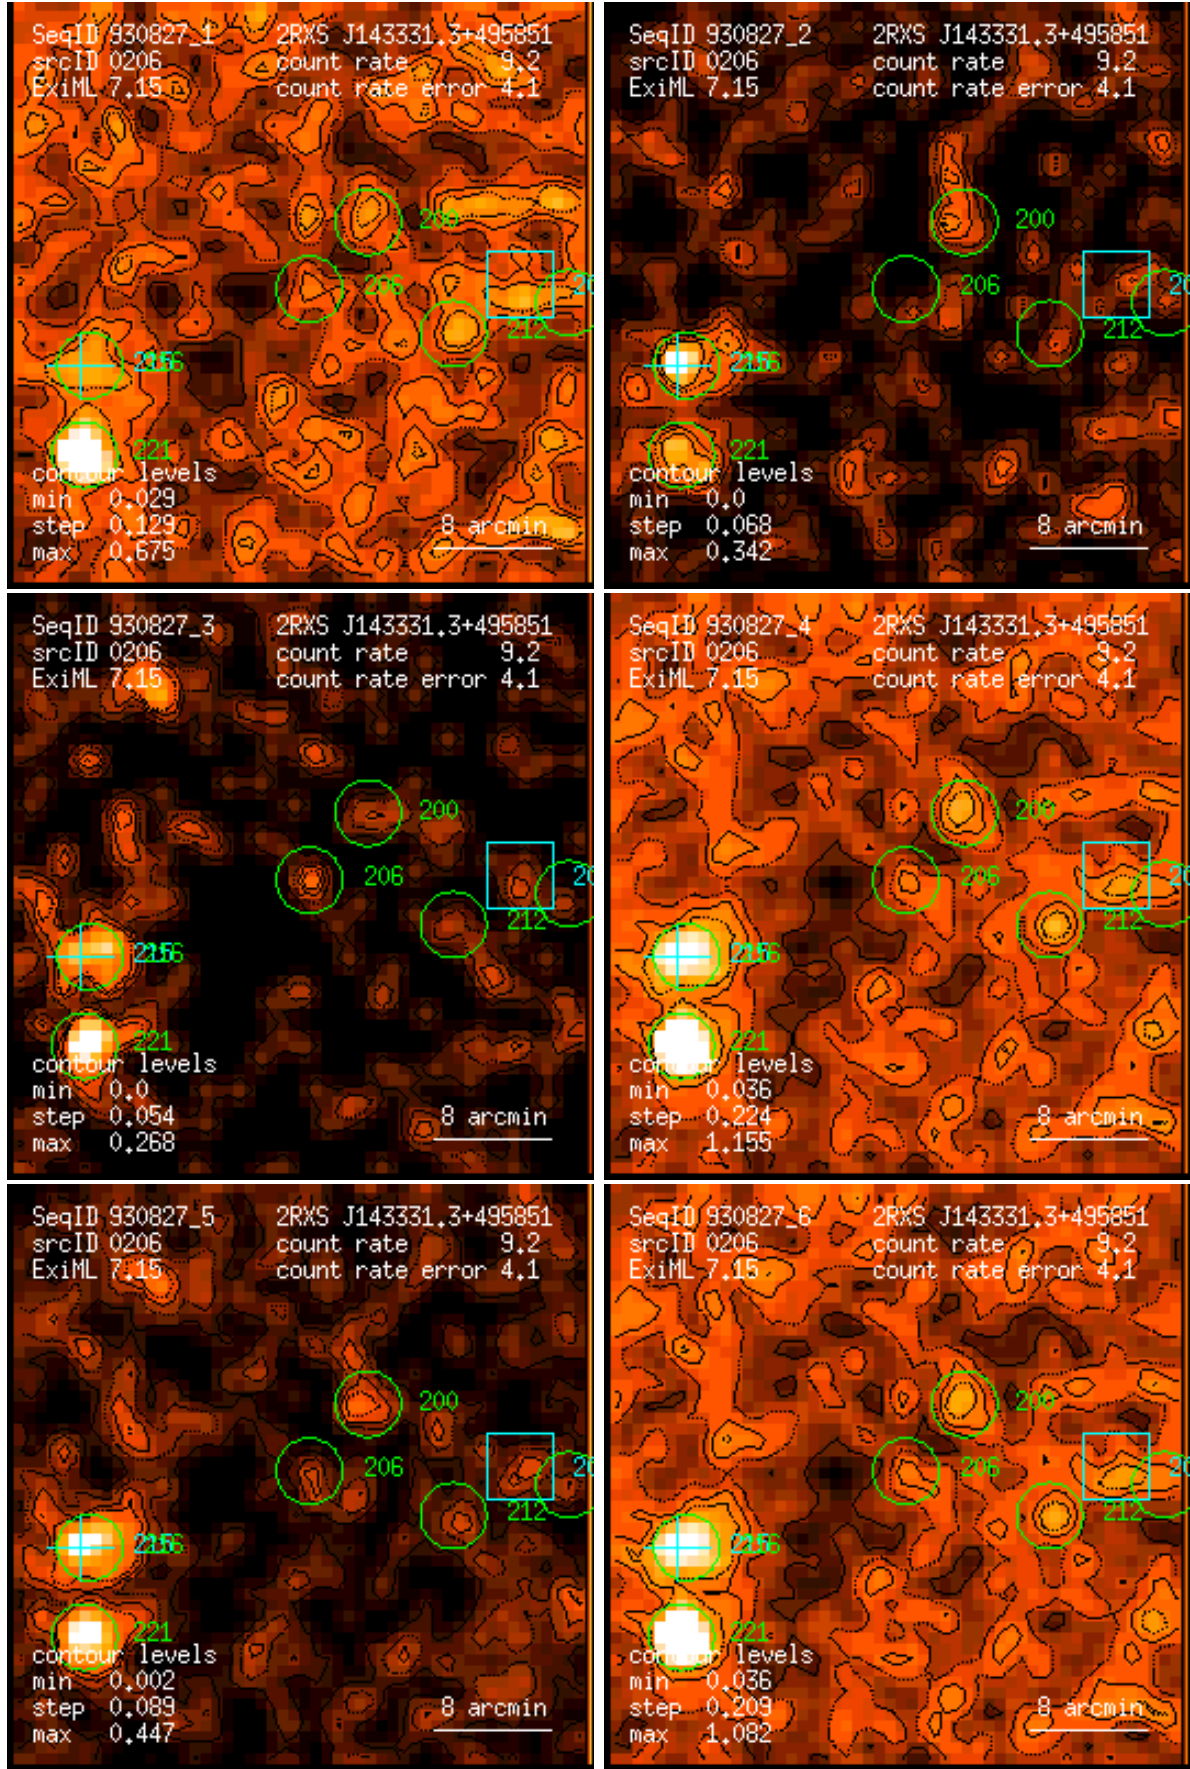 SeqID 930827_1 2RXS J143331.3+495851
srcID 0206 count rate 9.2
ExiML 7.15 count rate error 4.1
200
206
212
221
contour levels
min 0.029
step 0.129 8 arcmin
max 0.675
SeqID 930827_2 2RXS J143331.3+495851
srcID 0206 count rate 9.2
ExiML 7.15 count rate error 4.1
200
206
212
221
contour levels
min 0.0
step 0.068 8 arcmin
max 0.342
SeqID 930827_3 2RXS J143331.3+495851
srcID 0206 count rate 9.2
ExiML 7.15 count rate error 4.1
200
206
212
221
contour levels
min 0.0
step 0.054 8 arcmin
max 0.268
SeqID 930827_4 2RXS J143331.3+495851
srcID 0206 count rate 9.2
ExiML 7.15 count rate error 4.1
200
206
212
221
contour levels
min 0.036
step 0.224 8 arcmin
max 1.155
SeqID 930827_5 2RXS J143331.3+495851
srcID 0206 count rate 9.2
ExiML 7.15 count rate error 4.1
200
206
212
221
contour levels
min 0.002
step 0.089 8 arcmin
max 0.447
SeqID 930827_6 2RXS J143331.3+495851
srcID 0206 count rate 9.2
ExiML 7.15 count rate error 4.1
200
206
212
221
contour levels
min 0.036
step 0.209 8 arcmin
max 1.082